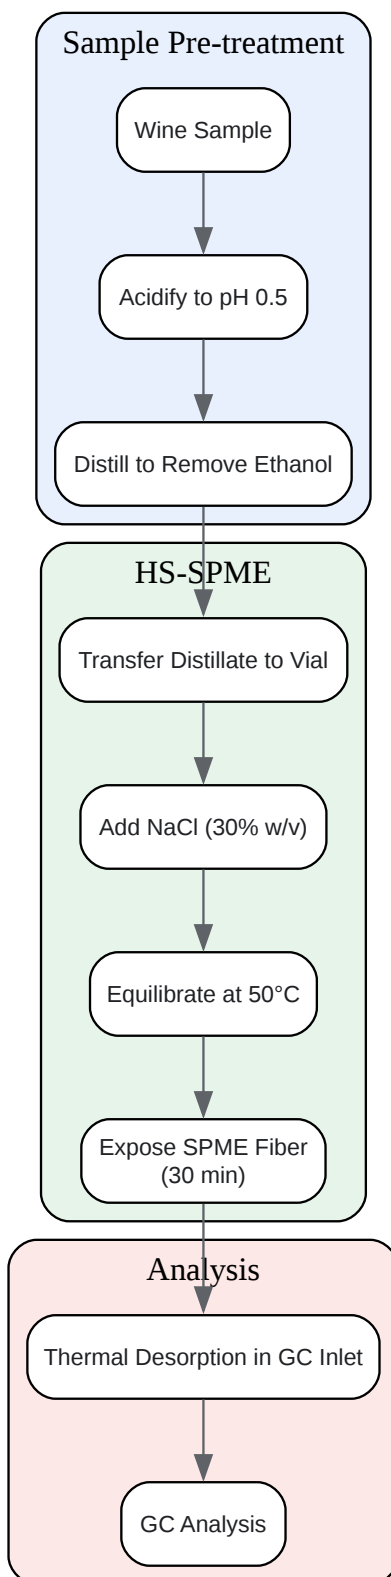 Sample Pre-treatment
Wine Sample
Acidify to pH 0.5
Distill to Remove Ethanol
HS-SPME
Transfer Distillate to Vial
Add NaCl (30% w/v)
Equilibrate at 50°C
Expose SPME Fiber
(30 min)
Analysis
Thermal Desorption in GC Inlet
GC Analysis